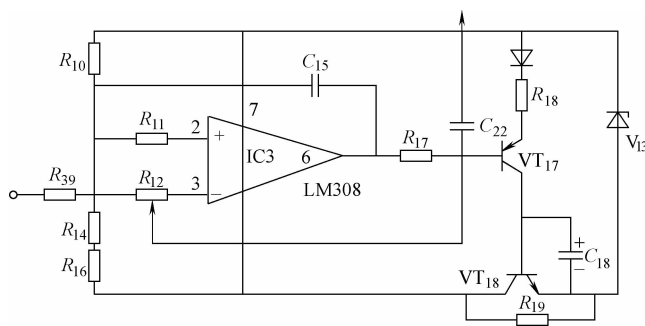 R10
C15
R11
2
+
7
IC3
6
LM308
R17
C22
R18
VT17
V13
R39
R12
3
−
R14
R16
+
−
C18
VT18
R19